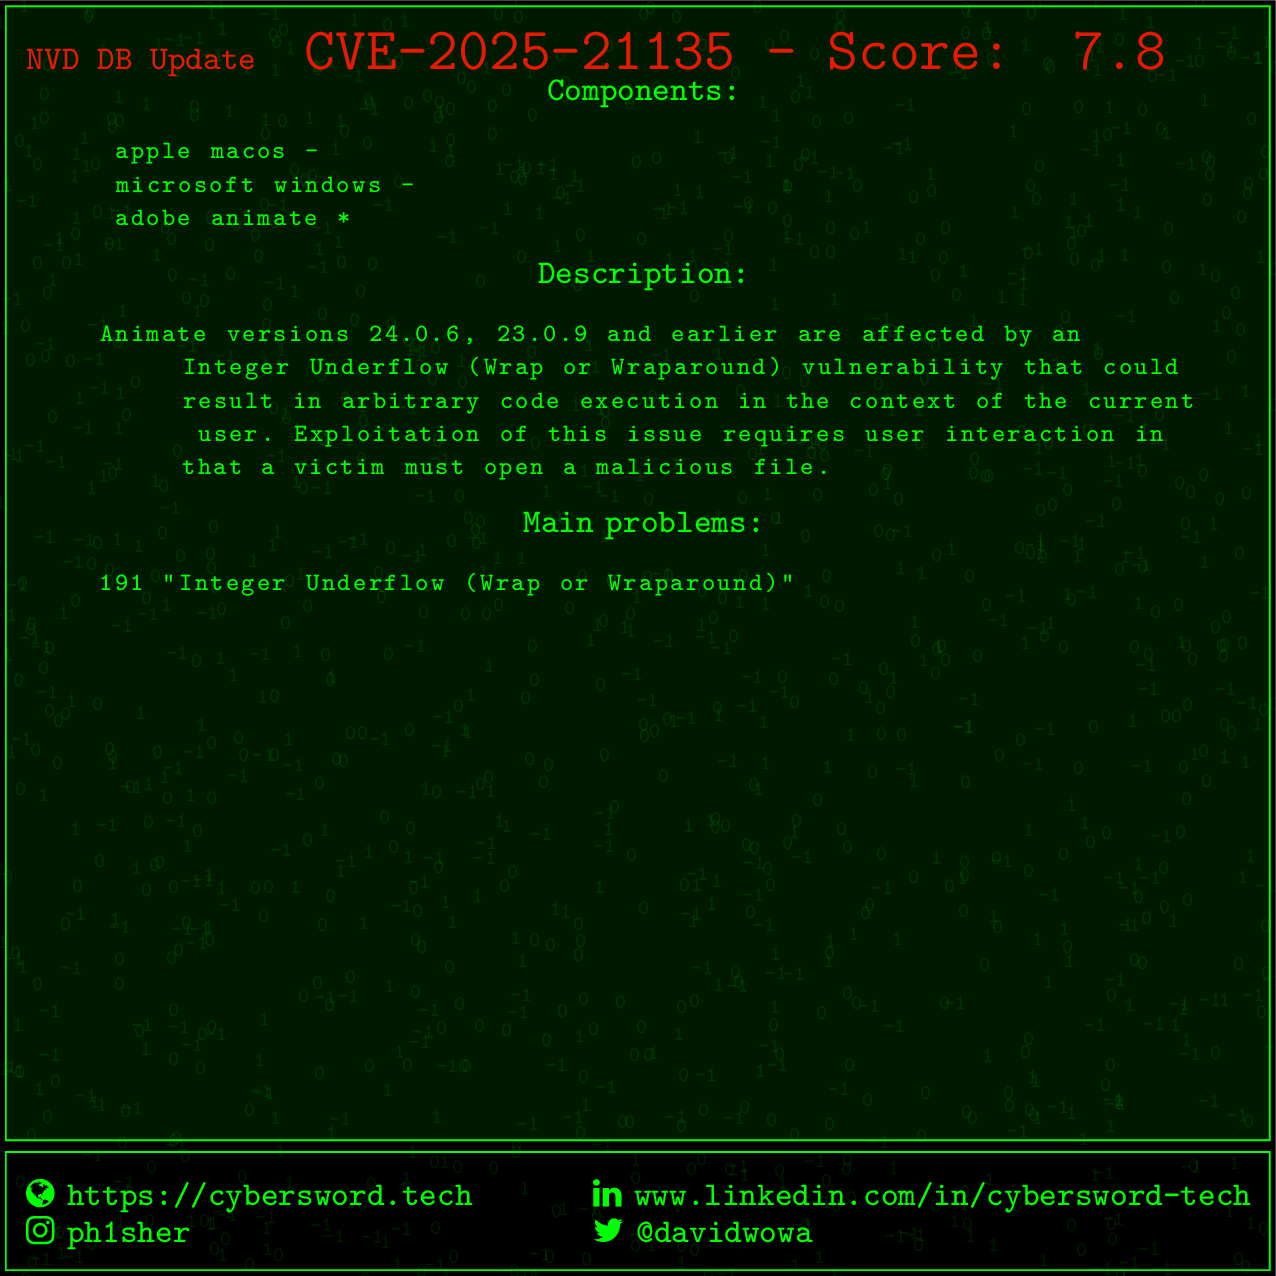 NVD DB Update CVE-2025-21135 - Score: 7.8
Components:
apple macos -
microsoft windows -
adobe animate *
Description:
Animate versions 24.0.6, 23.0.9 and earlier are affected by an
Integer Underflow (Wrap or Wraparound) vulnerability that could
result in arbitrary code execution in the context of the current
user. Exploitation of this issue requires user interaction in
that a victim must open a malicious file.
Main problems:
191 "Integer Underflow (Wrap or Wraparound)"
https://cybersword.tech www.linkedin.com/in/cybersword-tech
ph1sher @davidwowa